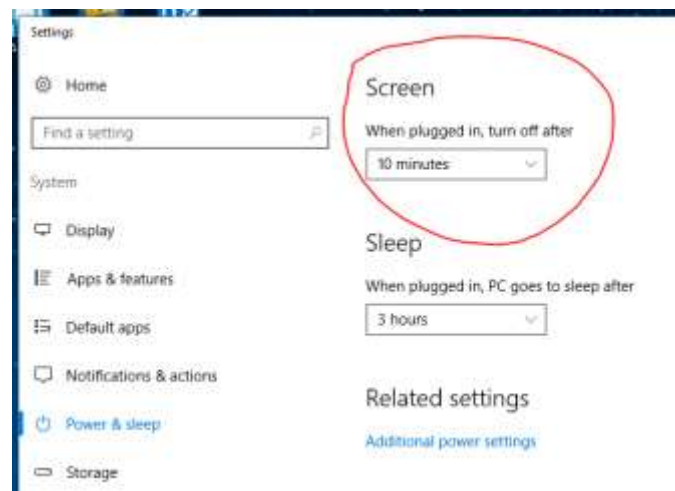 Settings
Home
Find a setting
System
Display
Apps & features
Default apps
Notifications & actions
Power & sleep
Storage
Screen
When plugged in, turn off after
10 minutes
Sleep
When plugged in, PC goes to sleep after
3 hours
Related settings
Additional power settings